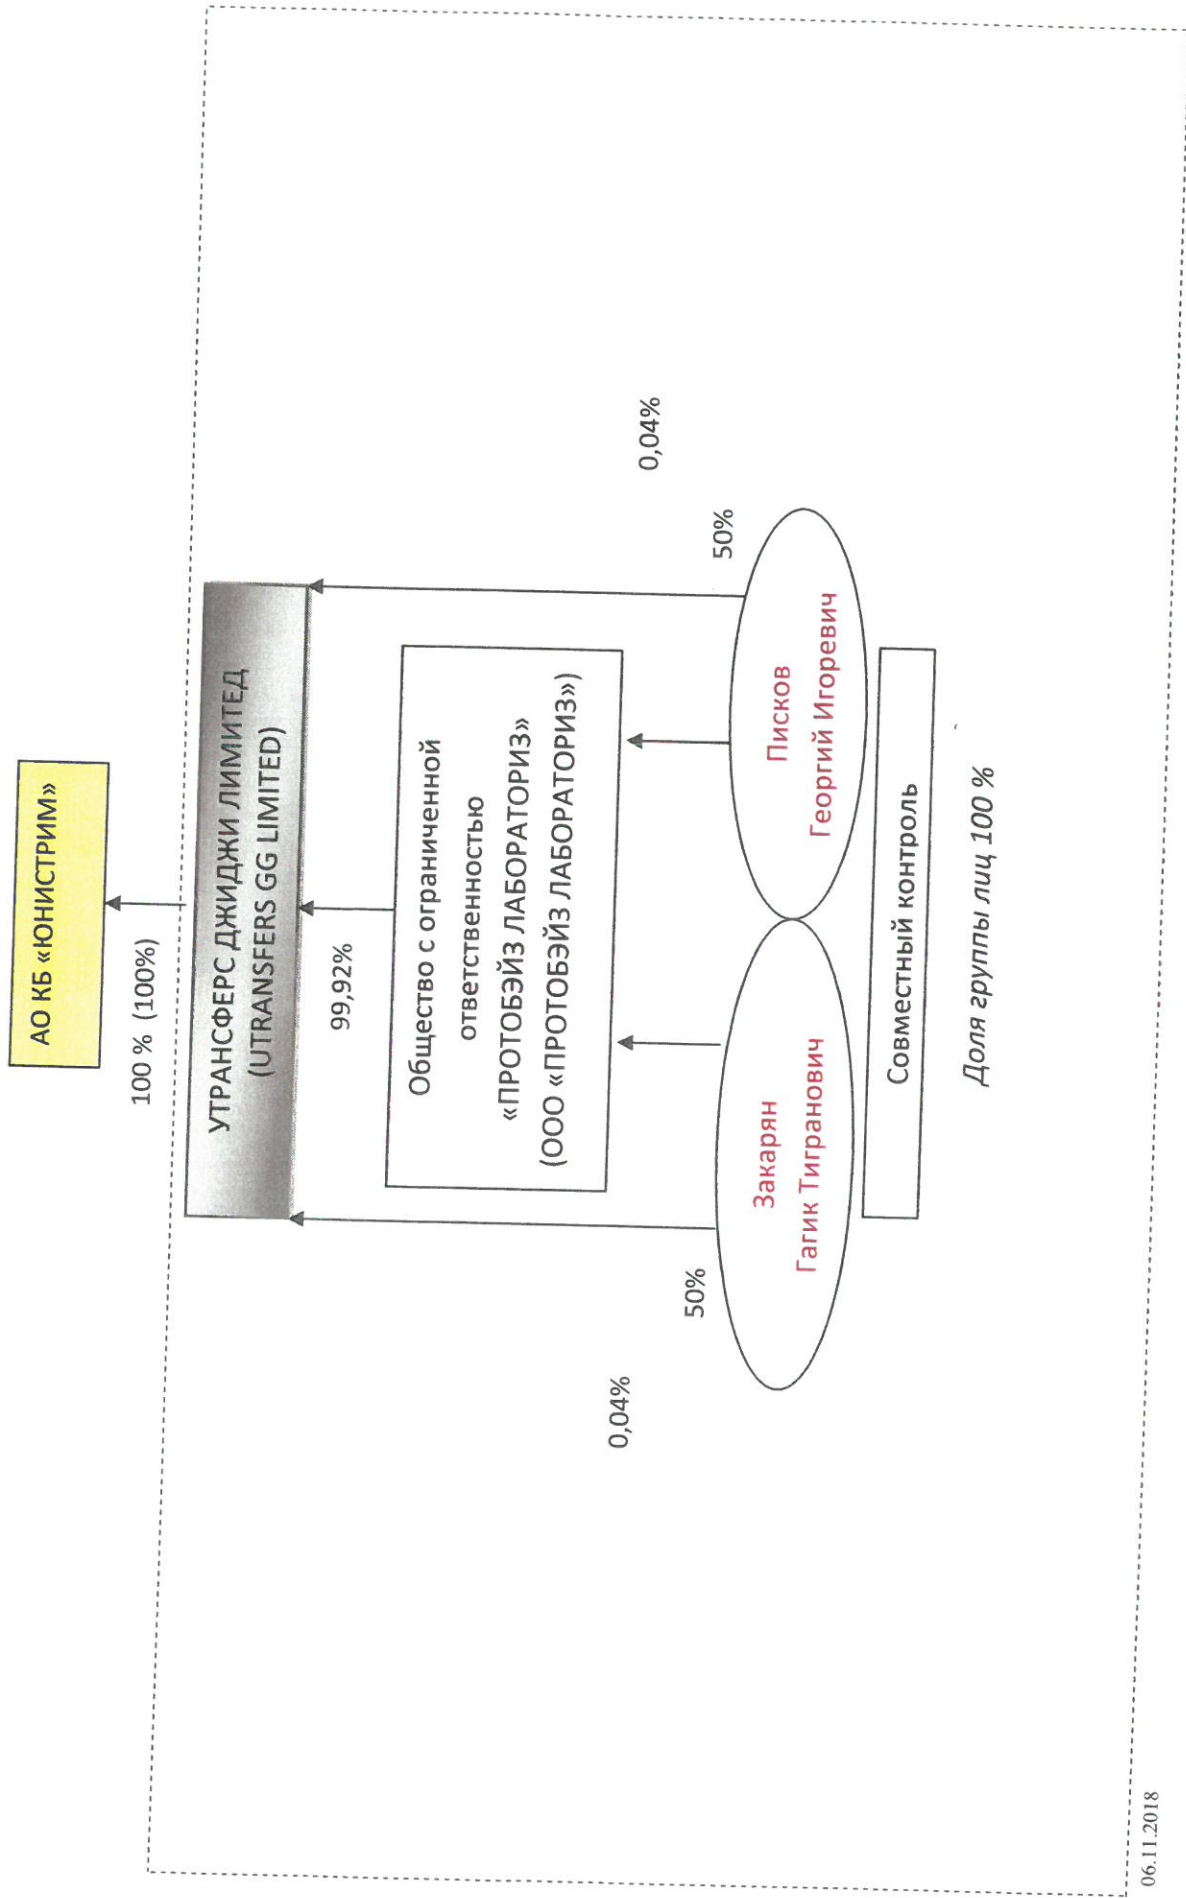 АО КБ «ЮНИСТРИМ»
100 % (100%)
УТРАНСФЕРС ДЖИДЖИ ЛИМИТЕД
(UTRANSFERS GG LIMITED)
99,92%
Общество с ограниченной
ответственностью
«ПРОТОБЭЙЗ ЛАБОРАТОРИЗ»
(ООО «ПРОТОБЭЙЗ ЛАБОРАТОРИЗ»)
0,04%
0,04%
50%
50%
Закарян
Гагик Тигранович
Писков
Георгий Игоревич
Совместный контроль
Доля группы лиц 100 %
06.11.2018